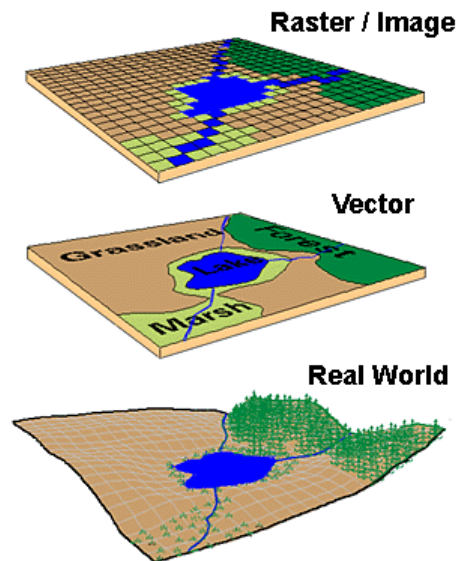 Raster / Image
Vector
Grassland
Forest
Lake
Marsh
Real World